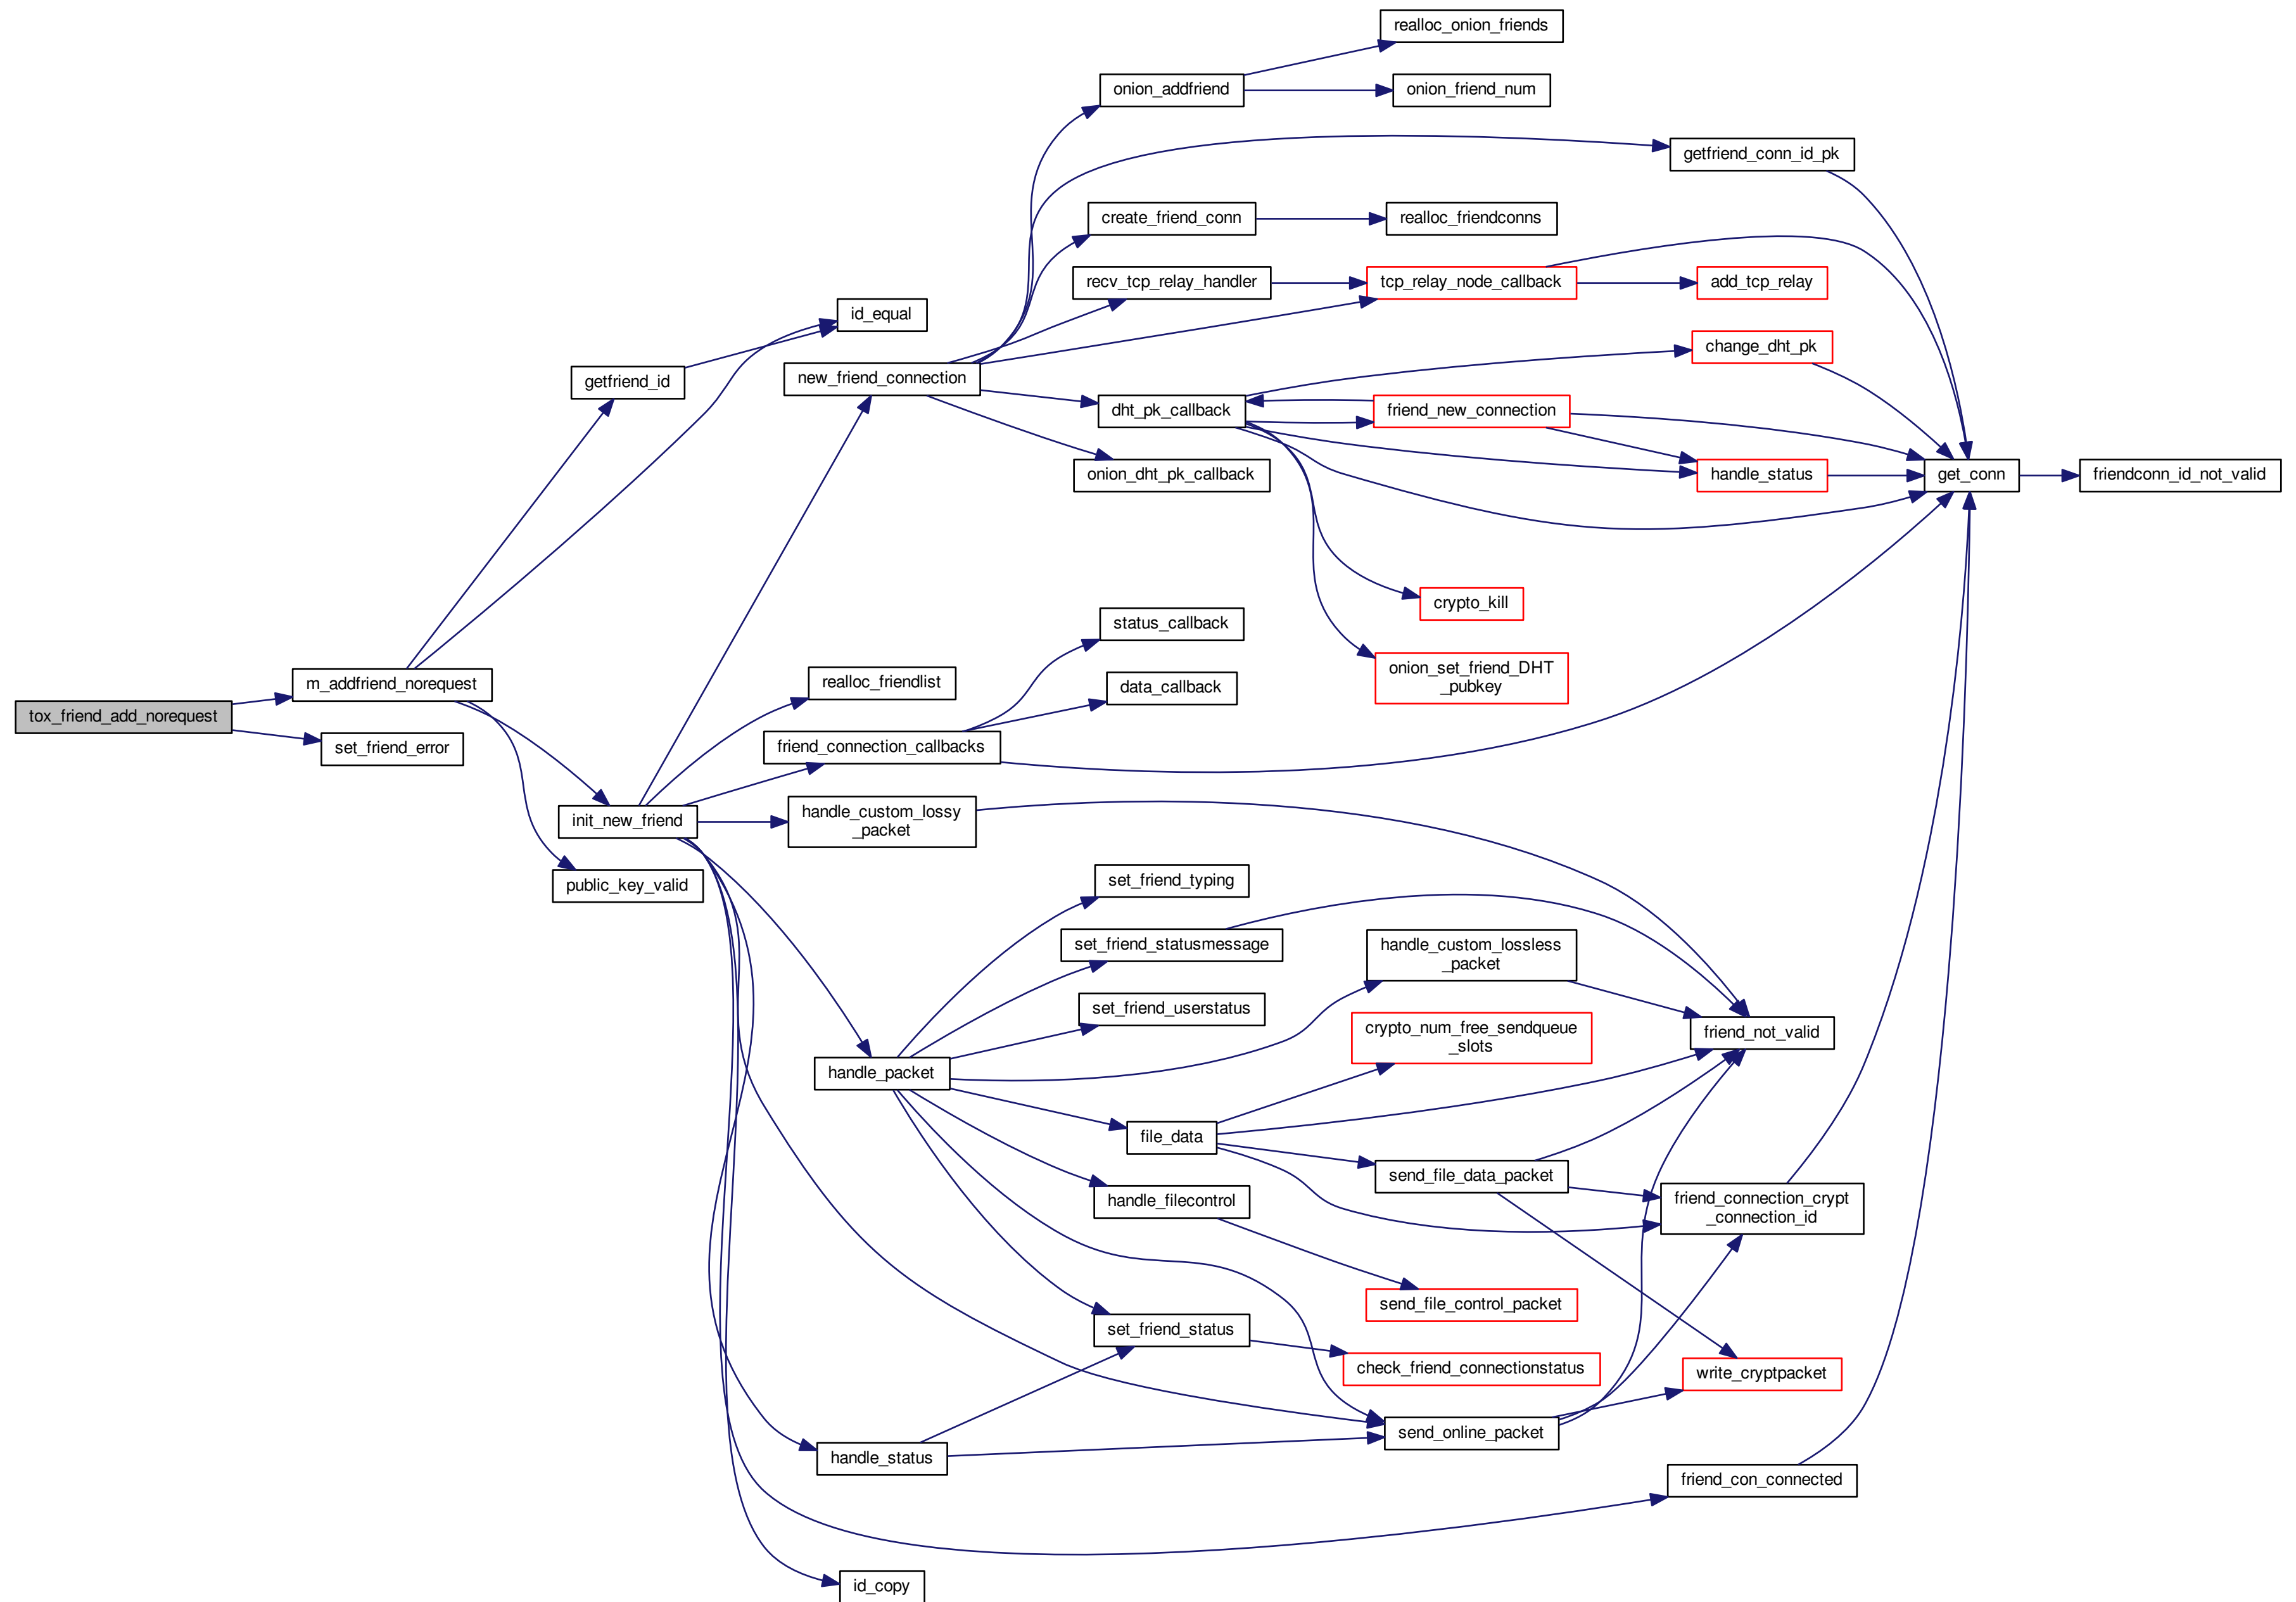 realloc_onion_friends
onion_addfriend
onion_friend_num
getfriend_conn_id_pk
create_friend_conn
realloc_friendconns
recv_tcp_relay_handler
tcp_relay_node_callback
add_tcp_relay
id_equal
change_dht_pk
getfriend_id
new_friend_connection
dht_pk_callback
friend_new_connection
onion_dht_pk_callback
handle_status
get_conn
friendconn_id_not_valid
crypto_kill
status_callback
onion_set_friend_DHT
_pubkey
m_addfriend_norequest
realloc_friendlist
data_callback
tox_friend_add_norequest
set_friend_error
friend_connection_callbacks
init_new_friend
handle_custom_lossy
_packet
public_key_valid
set_friend_typing
set_friend_statusmessage
handle_custom_lossless
_packet
set_friend_userstatus
crypto_num_free_sendqueue
_slots
friend_not_valid
handle_packet
file_data
send_file_data_packet
handle_filecontrol
friend_connection_crypt
_connection_id
send_file_control_packet
set_friend_status
check_friend_connectionstatus
write_cryptpacket
send_online_packet
handle_status
friend_con_connected
id_copy